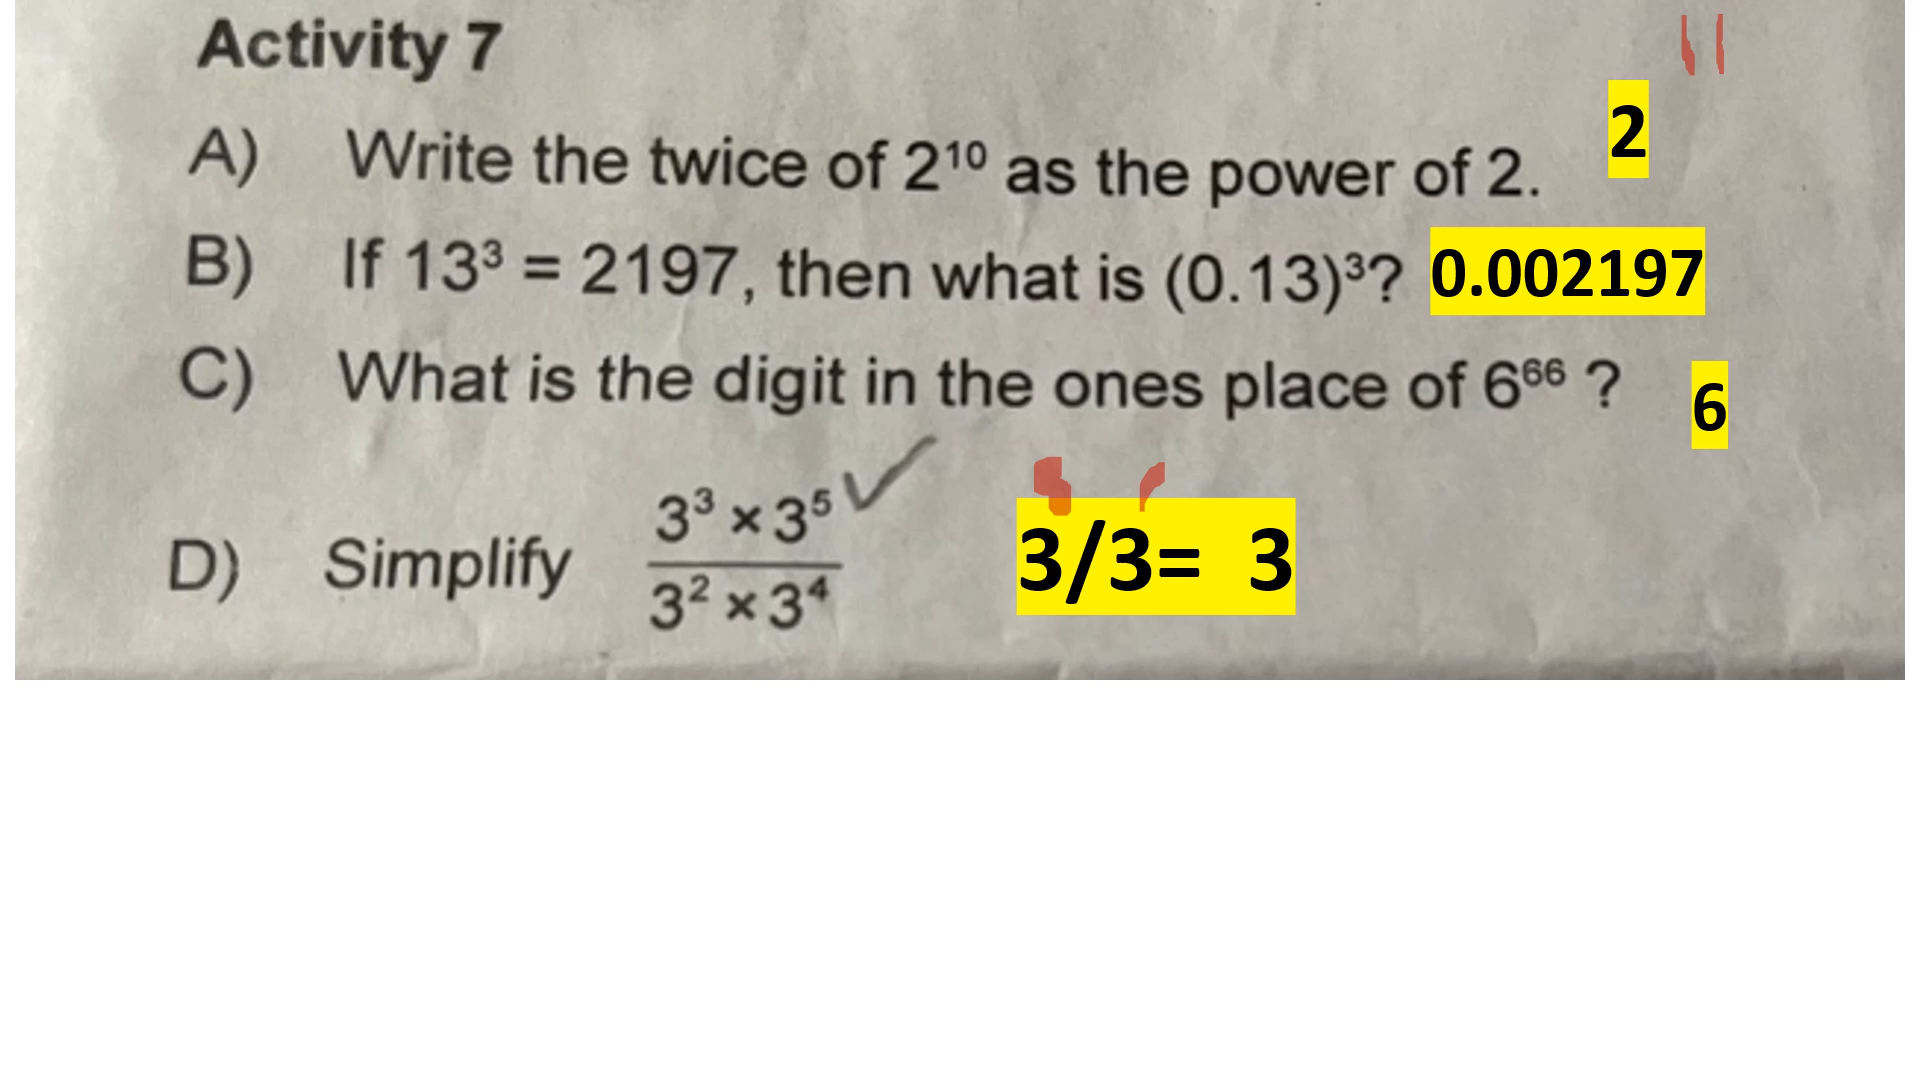 Activity 7
11
A) Write the twice of 2¹⁰ as the power of 2. 2
B) If 13³ = 2197, then what is (0.13)³? 0.002197
C) What is the digit in the ones place of 6⁶⁶ ? 6
3³ × 3⁵
D) Simplify 3/3= 3
3² × 3⁴